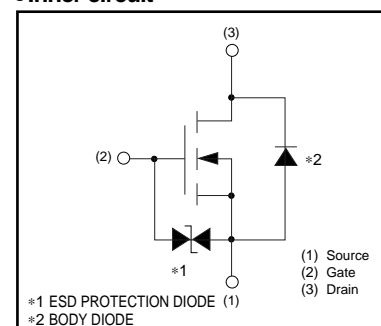 Inner circuit
(3)
(2)
∗2
∗1
(1) Source
(2) Gate
(3) Drain
∗1 ESD PROTECTION DIODE (1)
∗2 BODY DIODE